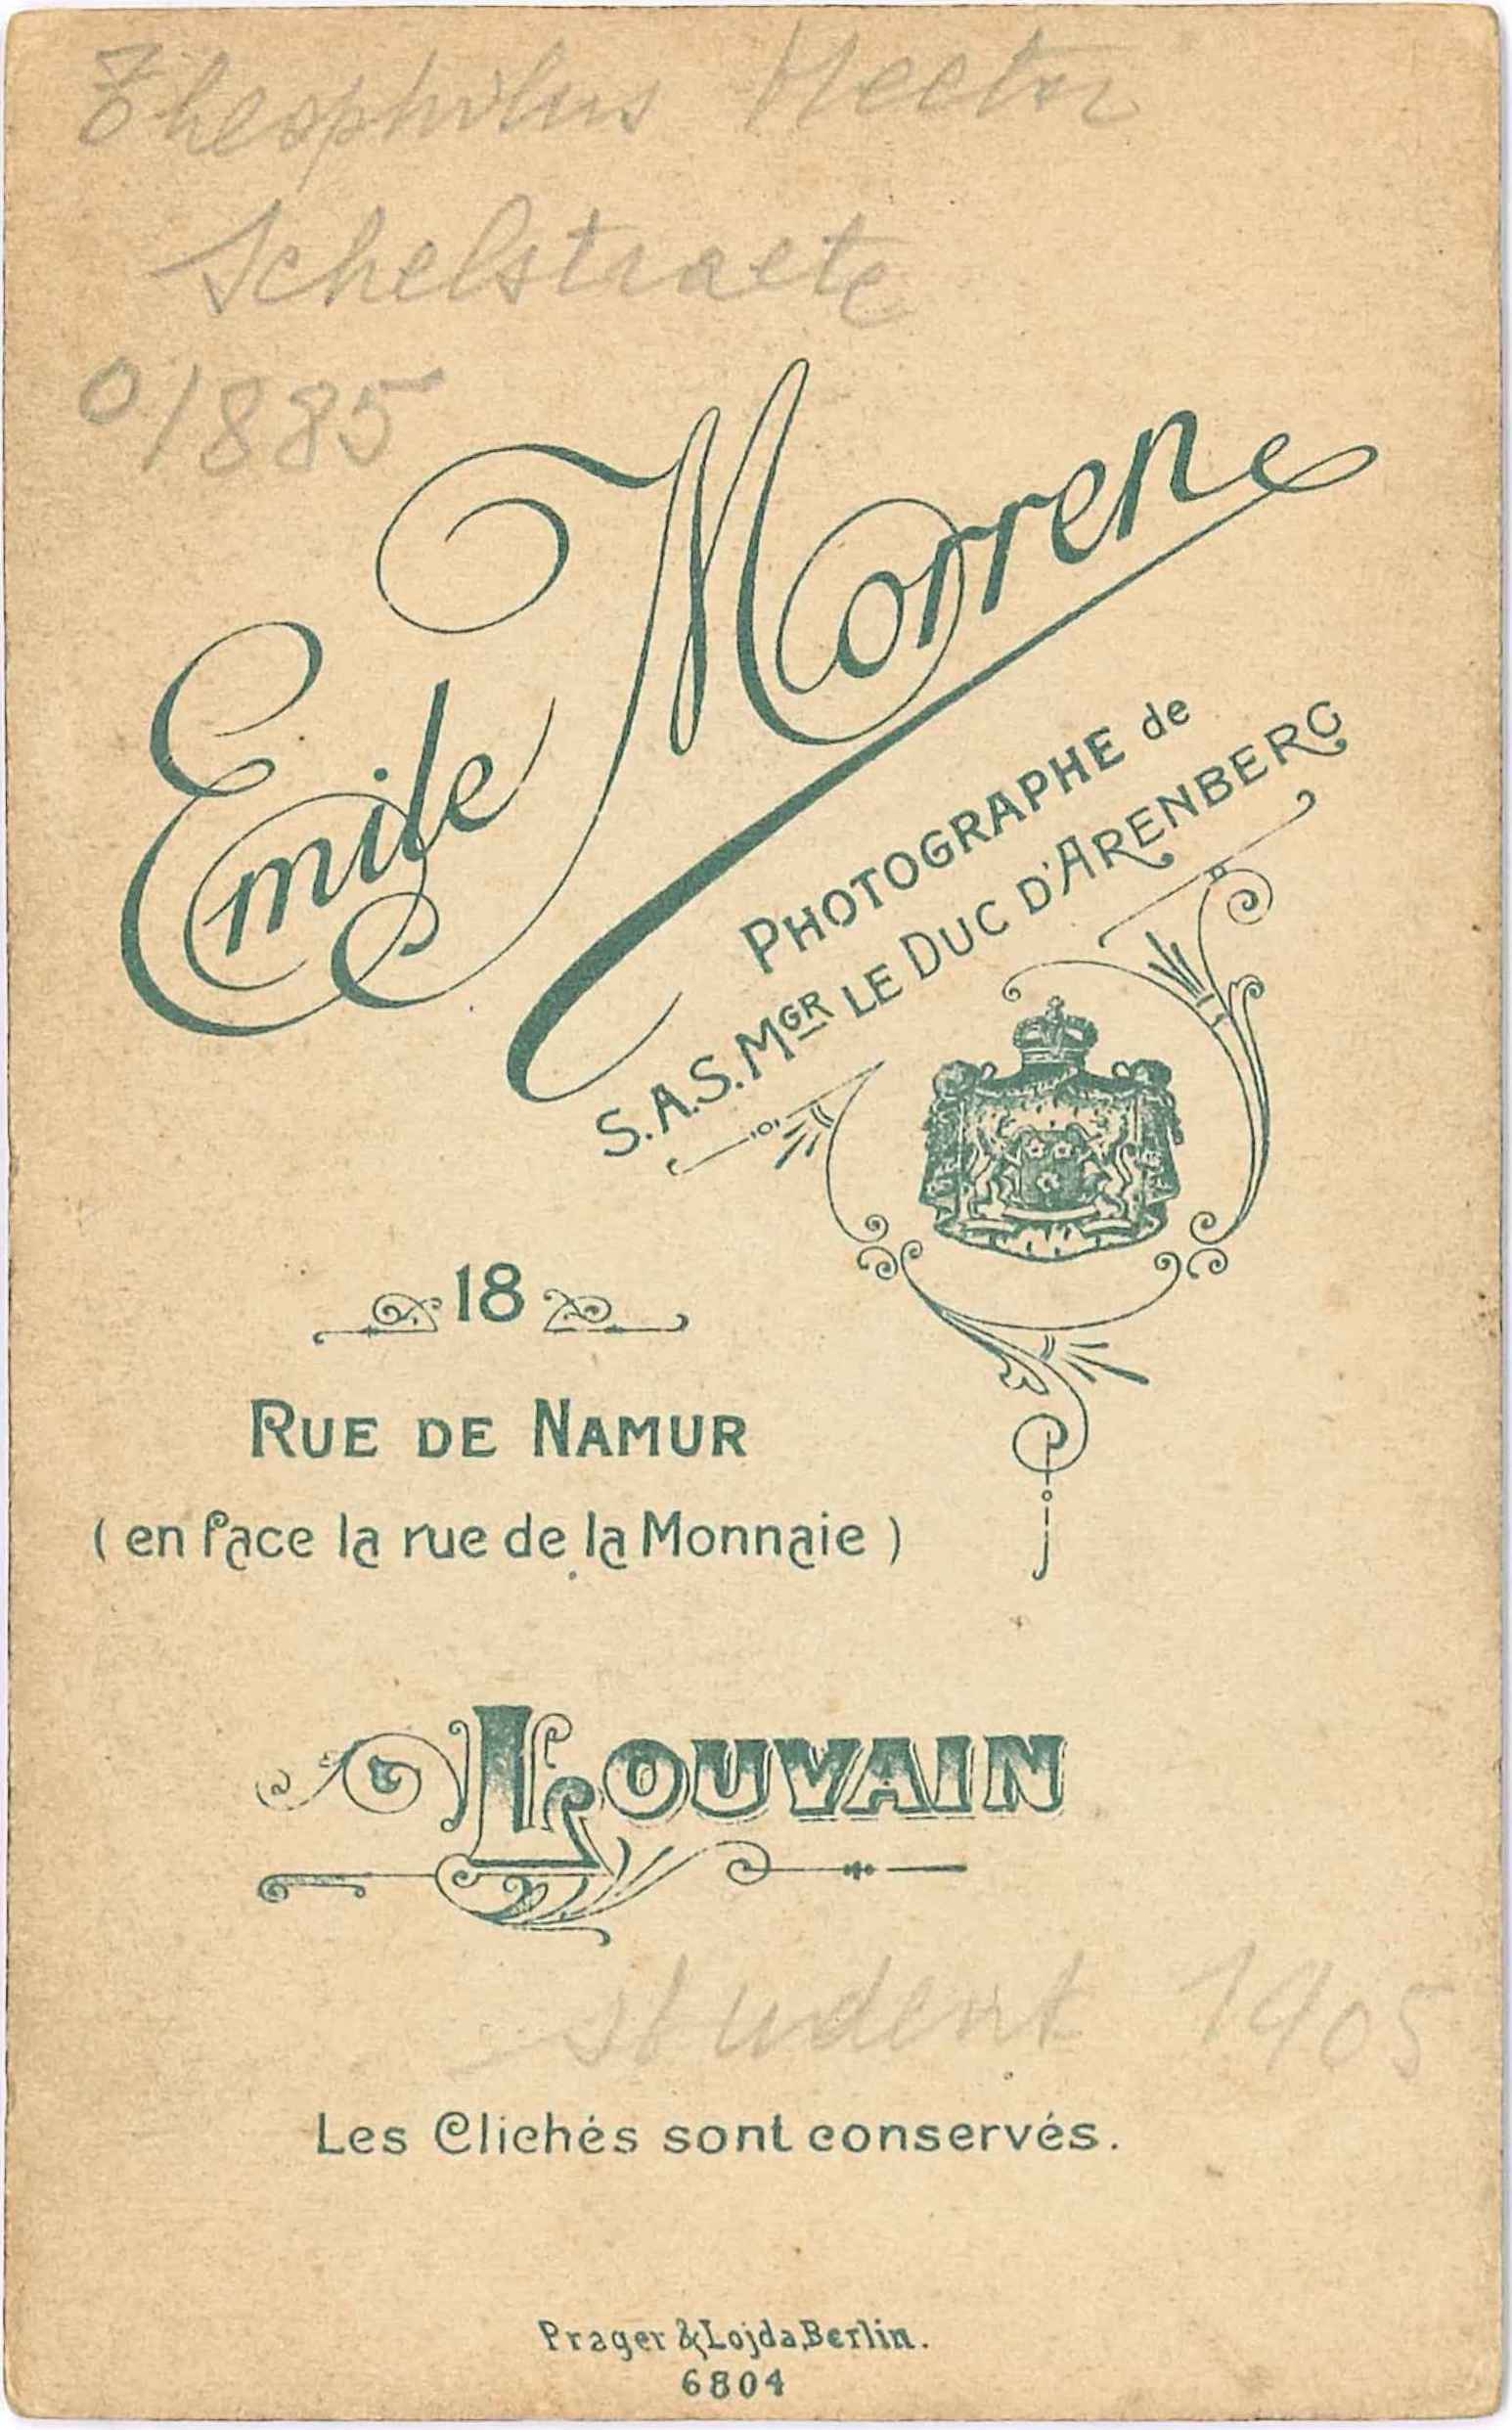 Theophilus Hector
Schelstraete
o 1885
Emile Morren
PHOTOGRAPHE de
S.A.S. MGR LE DUC D'ARENBERG
18
RUE DE NAMUR
(en face la rue de la Monnaie)
LOUVAIN
student 1905
Les Clichés sont conservés.
Prager & Lojda, Berlin.
6804